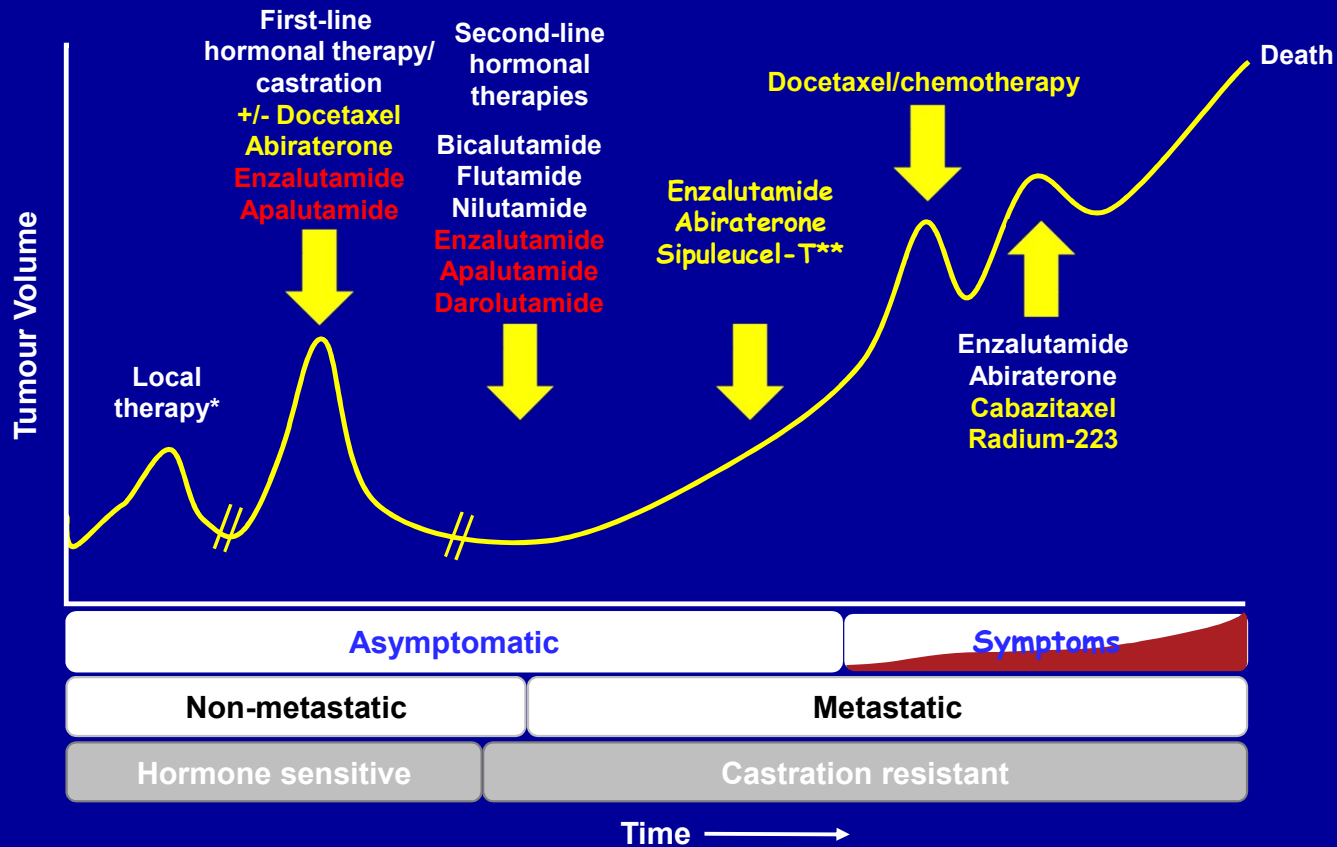 First-line
hormonal therapy/
castration
+/- Docetaxel
Abiraterone
Enzalutamide
Apalutamide
Second-line
hormonal
therapies
Bicalutamide
Flutamide
Nilutamide
Enzalutamide
Apalutamide
Darolutamide
Docetaxel/chemotherapy
Death
Enzalutamide
Abiraterone
Sipuleucel-T**
Local
therapy*
Enzalutamide
Abiraterone
Cabazitaxel
Radium-223
Tumour Volume
Asymptomatic
Symptoms
Non-metastatic
Metastatic
Hormone sensitive
Castration resistant
Time